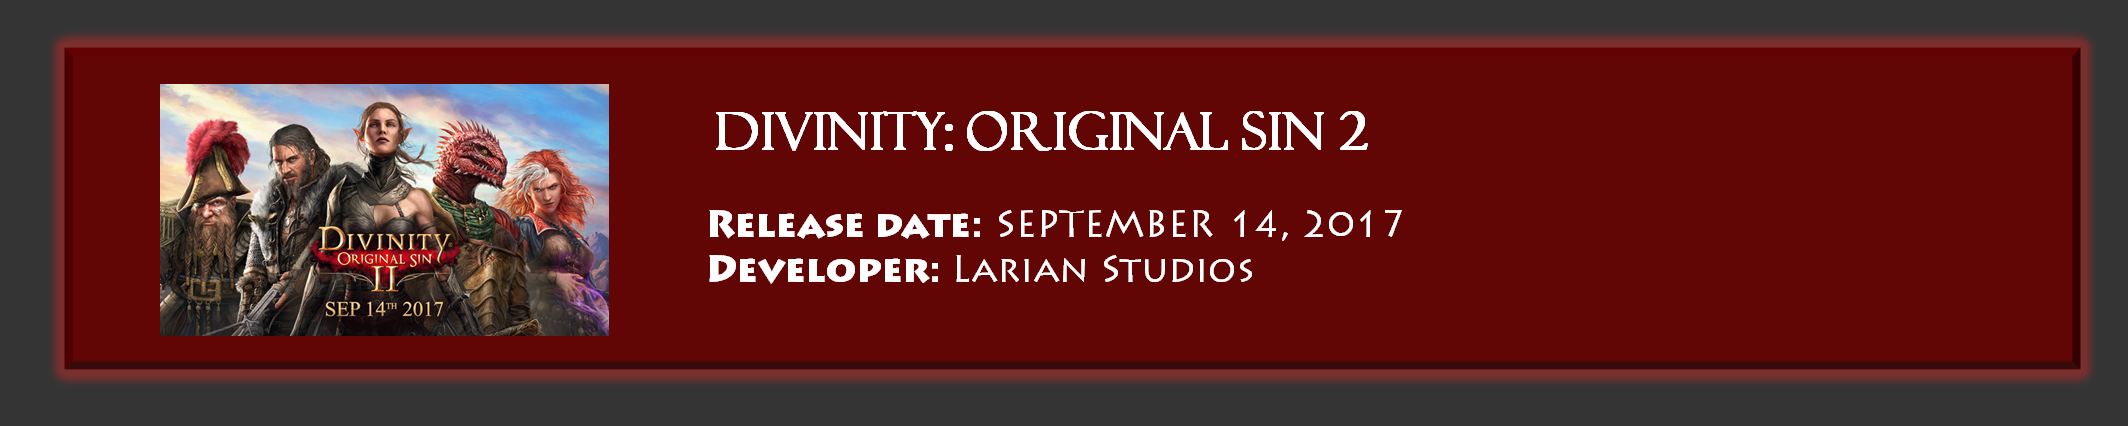 DIVINITY
ORIGINAL SIN
II
SEP 14TH 2017
DIVINITY: ORIGINAL SIN 2
RELEASE DATE: SEPTEMBER 14, 2017
DEVELOPER: LARIAN STUDIOS